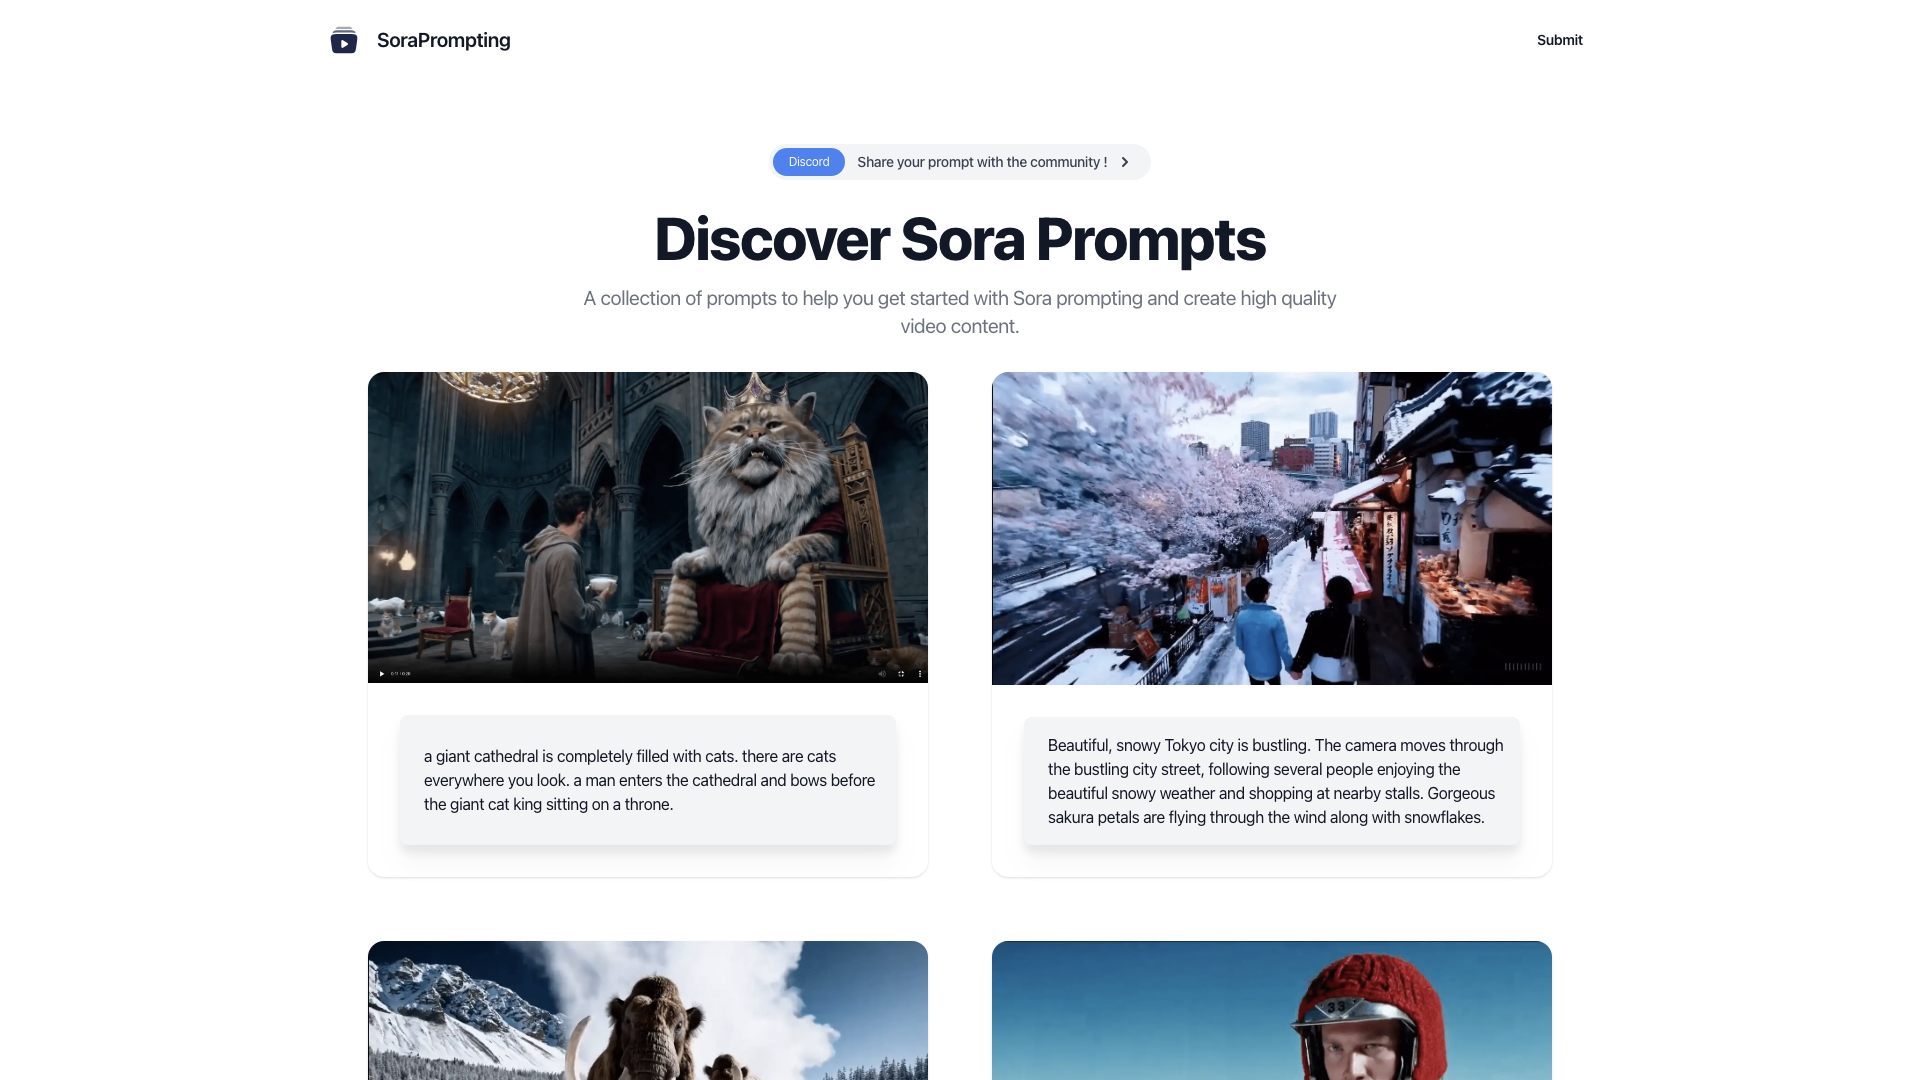 SoraPrompting
Submit
Discord
Share your prompt with the community !
Discover Sora Prompts
A collection of prompts to help you get started with Sora prompting and create high quality
video content.
a giant cathedral is completely filled with cats. there are cats
everywhere you look. a man enters the cathedral and bows before
the giant cat king sitting on a throne.
Beautiful, snowy Tokyo city is bustling. The camera moves through
the bustling city street, following several people enjoying the
beautiful snowy weather and shopping at nearby stalls. Gorgeous
sakura petals are flying through the wind along with snowflakes.
33